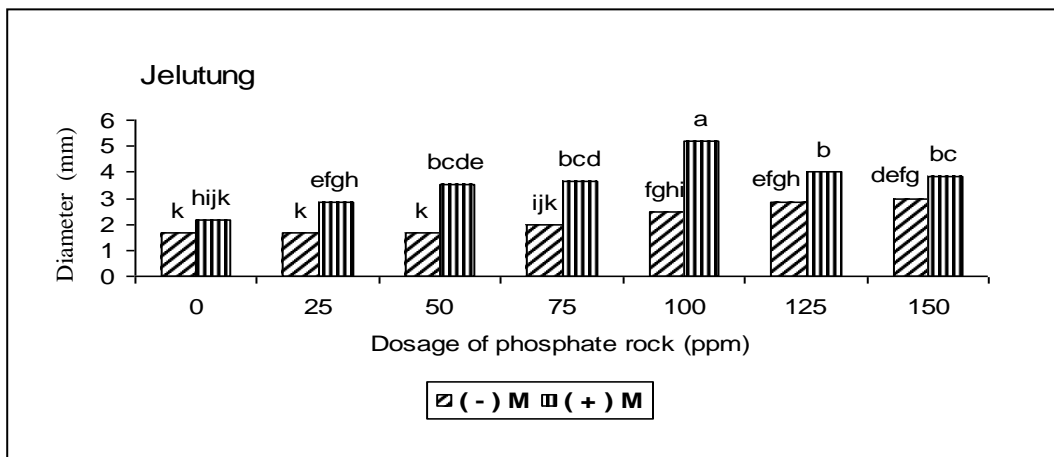 Jelutung
Diameter (mm)
6
5
4
3
2
1
0
k hijk
k efgh
k bcde
ijk bcd
fghi a
efgh b
defg bc
0 25 50 75 100 125 150
Dosage of phosphate rock (ppm)
( - ) M ( + ) M